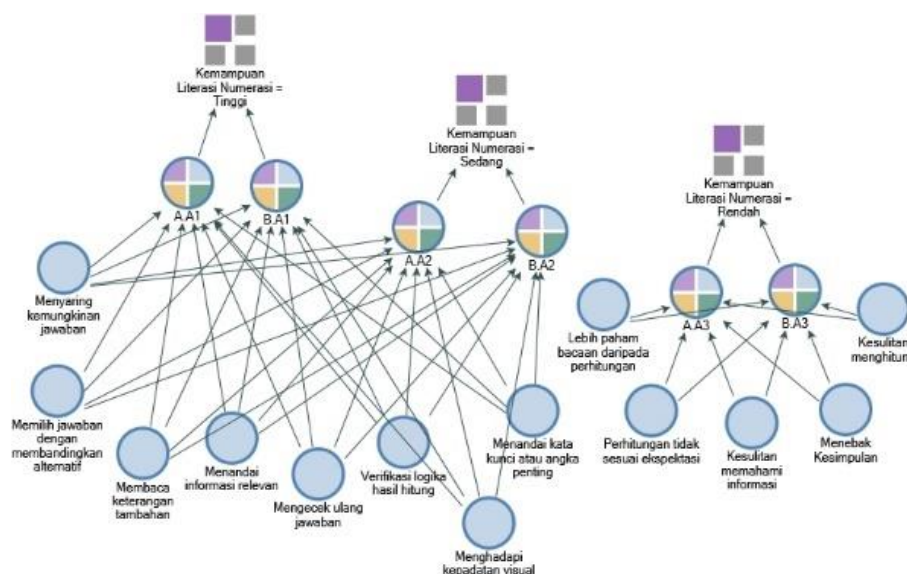 Kemampuan
Literasi Numerasi =
Tinggi
Kemampuan
Literasi Numerasi =
Sedang
Kemampuan
Literasi Numerasi =
Rendah
A.A1
B.A1
A.A2
B.A2
A.A3
B.A3
Menyaring
kemungkinan
jawaban
Lebih paham
bacaan daripada
perhitungan
Kesulitan
menghitun
Memilih jawaban
dengan
membandingkan
alternatif
Membaca
keterangan
tambahan
Menandai
informasi relevan
Mengecek ulang
jawaban
Verifikasi logika
hasil hitung
Menandai kata
kunci atau angka
penting
Menghadapi
kepadatan visual
Perhitungan tidak
sesuai ekspektasi
Kesulitan
memahami
informasi
Menebak
Kesimpulan